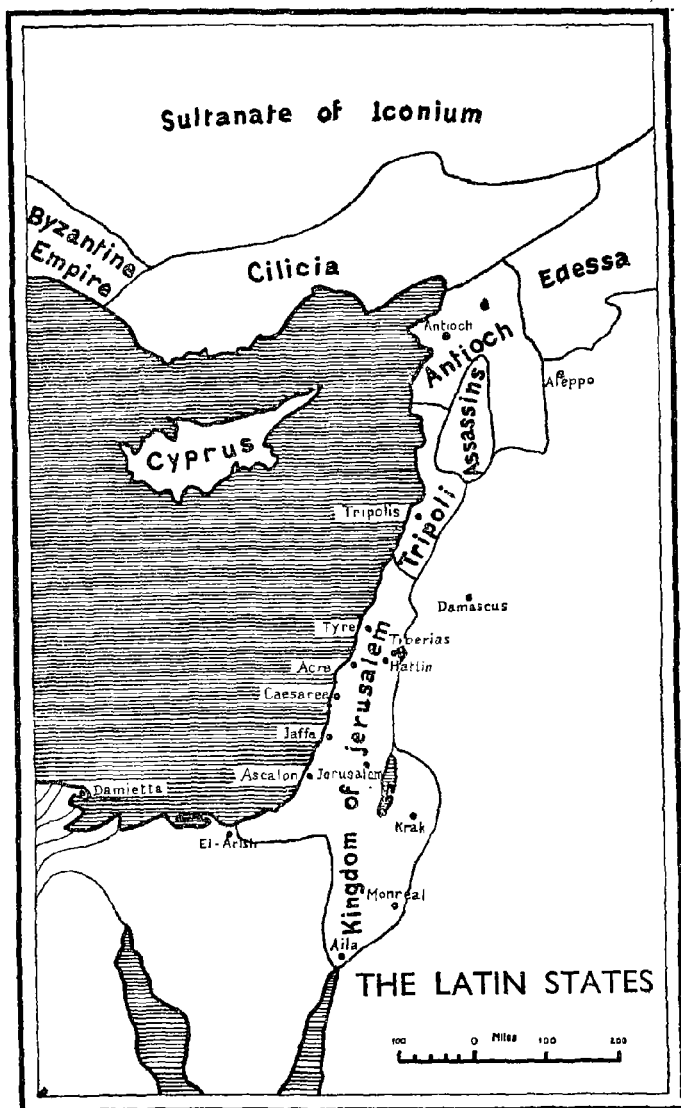 Sultanate of Iconium
Byzantine
Empire
Cilicia
Edessa
Antioch
Antioch
Aleppo
Assassins
Cyprus
Tripolis
Tripoli
Damascus
Tyre
Tiberias
Acre
Hattin
Caesarea
Jaffa
Ascalon
Jerusalem
Damietta
Krak
El-Arish
Kingdom of Jerusalem
Monreal
Aila
THE LATIN STATES
100 0 Miles 100 200